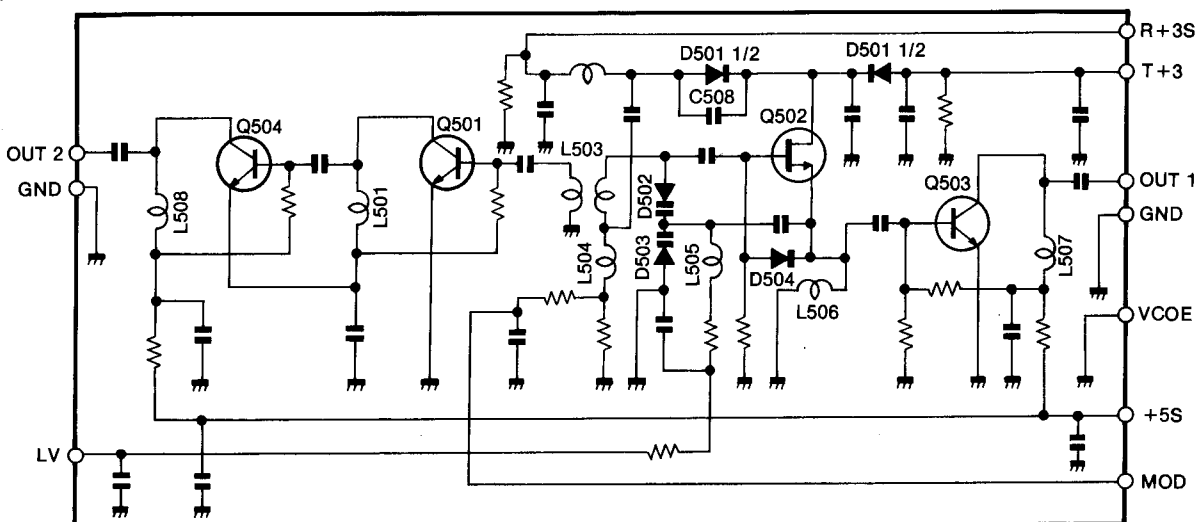 R+3S
D501 1/2
D501 1/2
T+3
C508
Q502
Q504
Q501
OUT 2
L503
GND
Q503
OUT 1
D502
GND
L508
L501
L504
D503
L505
D504
L507
L506
VCOE
+5S
LV
MOD